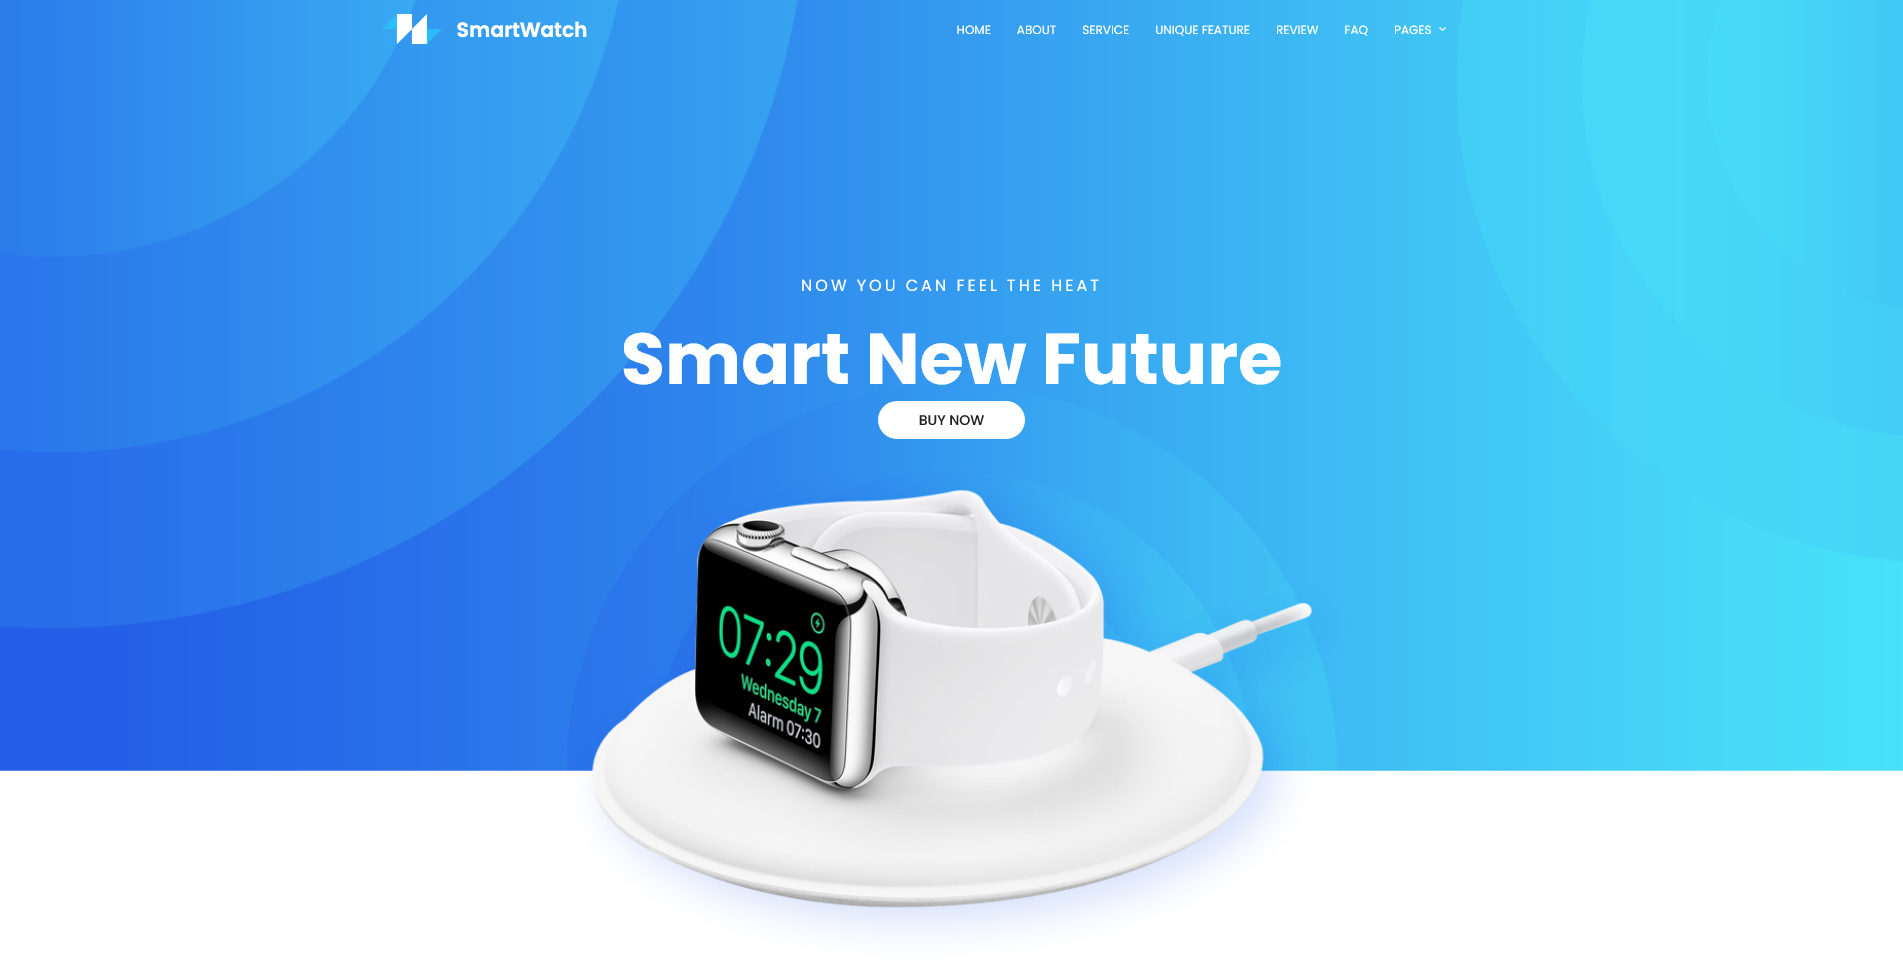 SmartWatch
HOME ABOUT SERVICE UNIQUE FEATURE REVIEW FAQ PAGES
NOW YOU CAN FEEL THE HEAT
Smart New Future
BUY NOW
07:29
Wednesday 7
Alarm 07:30